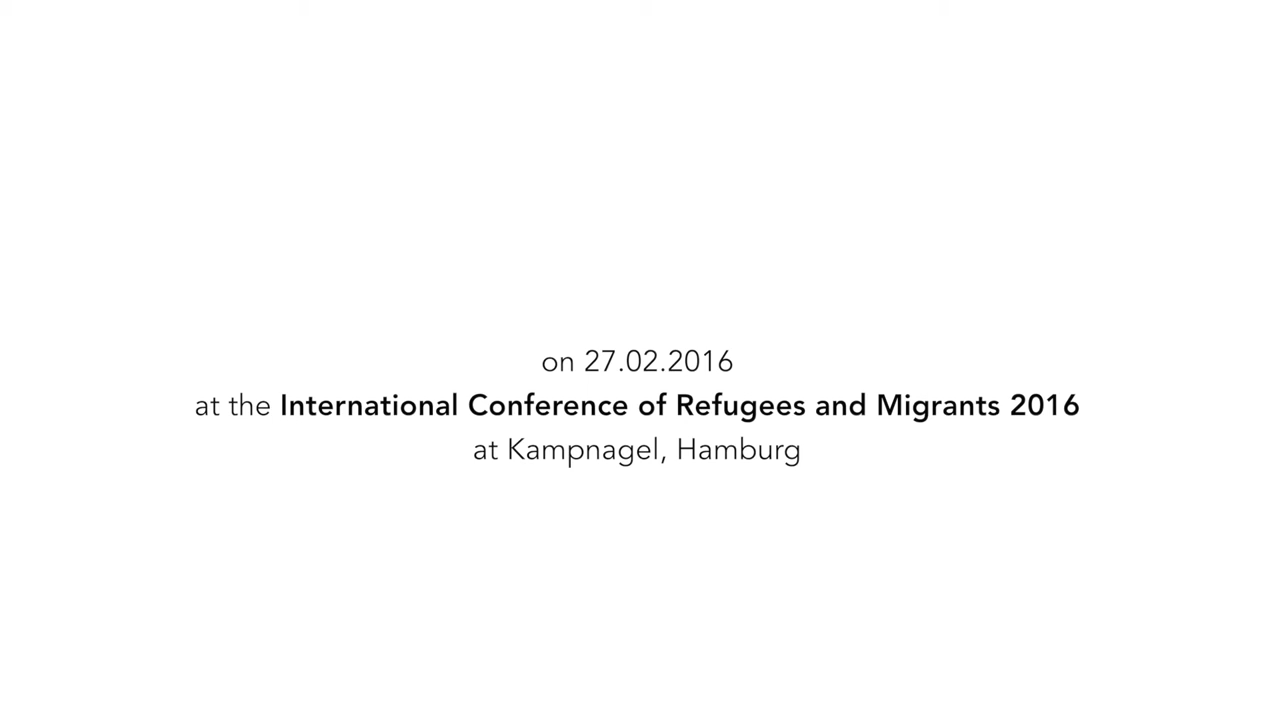 on 27.02.2016
at the International Conference of Refugees and Migrants 2016
at Kampnagel, Hamburg